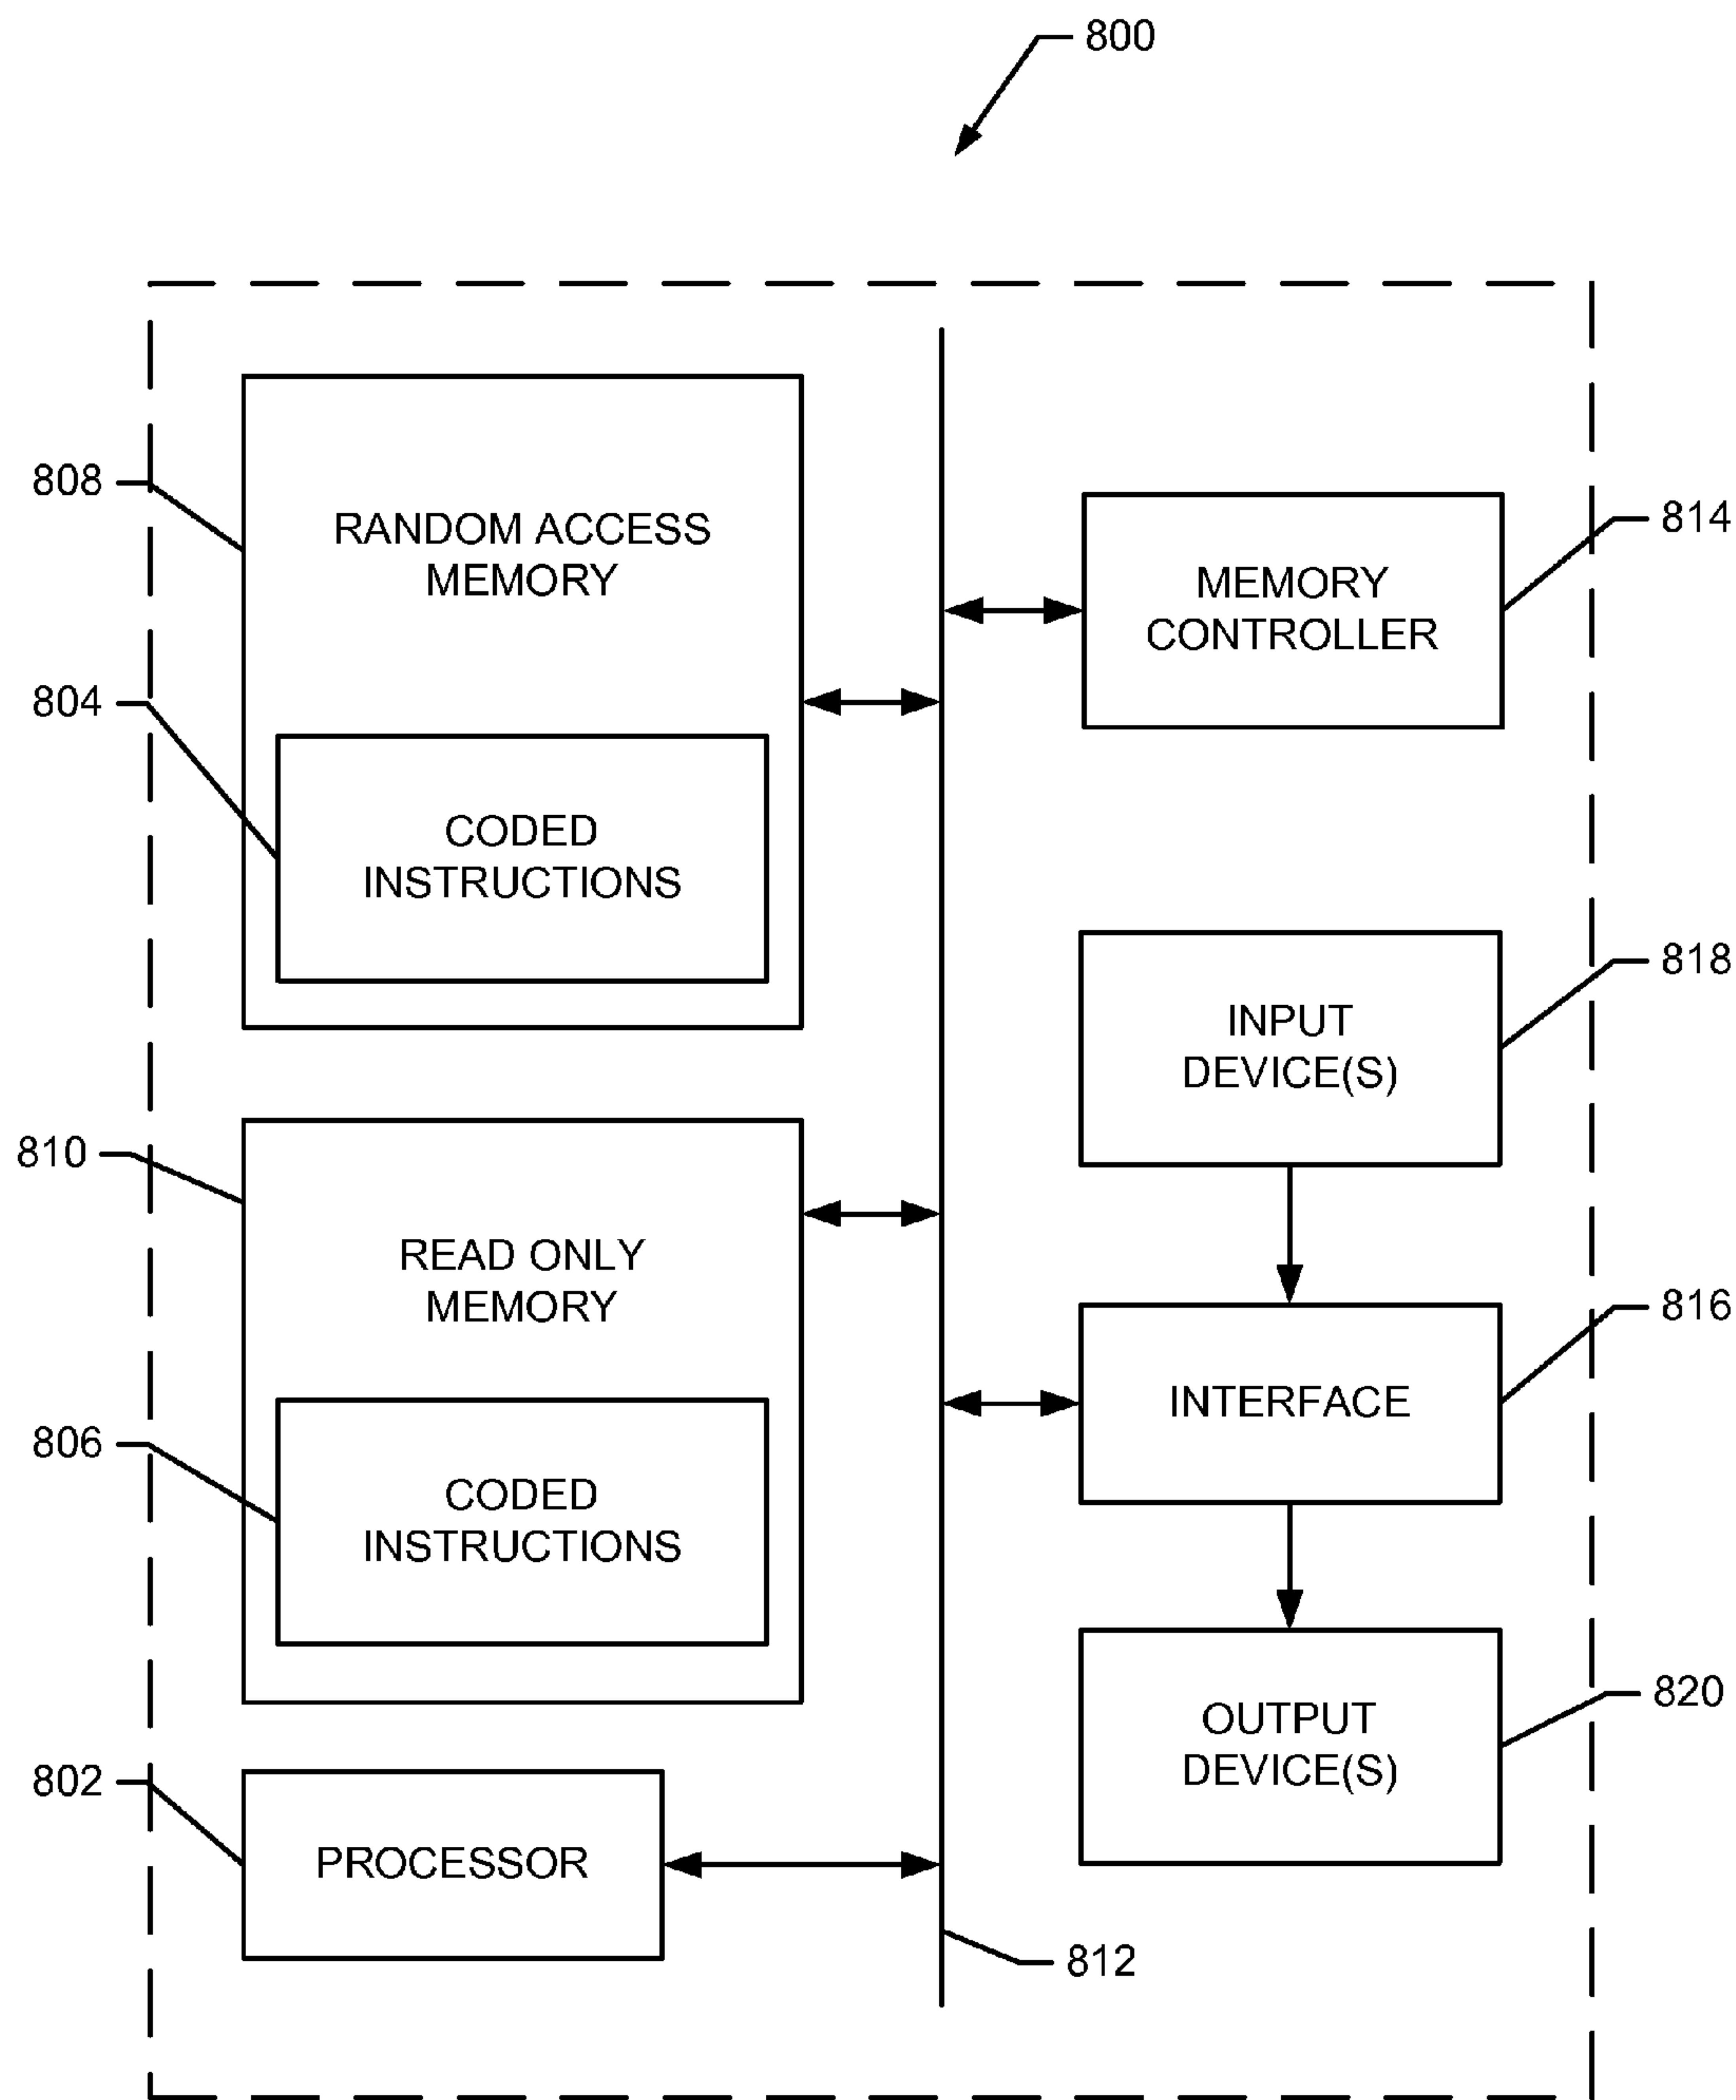 800
808
RANDOM ACCESS
MEMORY
814
MEMORY
CONTROLLER
804
CODED
INSTRUCTIONS
818
INPUT
DEVICE(S)
810
READ ONLY
MEMORY
816
INTERFACE
806
CODED
INSTRUCTIONS
820
OUTPUT
DEVICE(S)
802
PROCESSOR
812